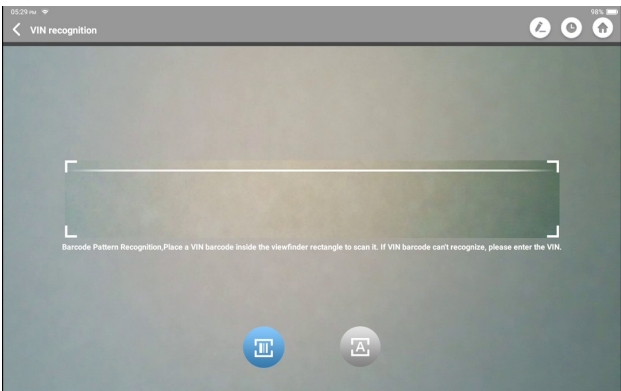 05:29 PM
98%
VIN recognition
Barcode Pattern Recognition,Place a VIN barcode inside the viewfinder rectangle to scan it. If VIN barcode can't recognize, please enter the VIN.
A